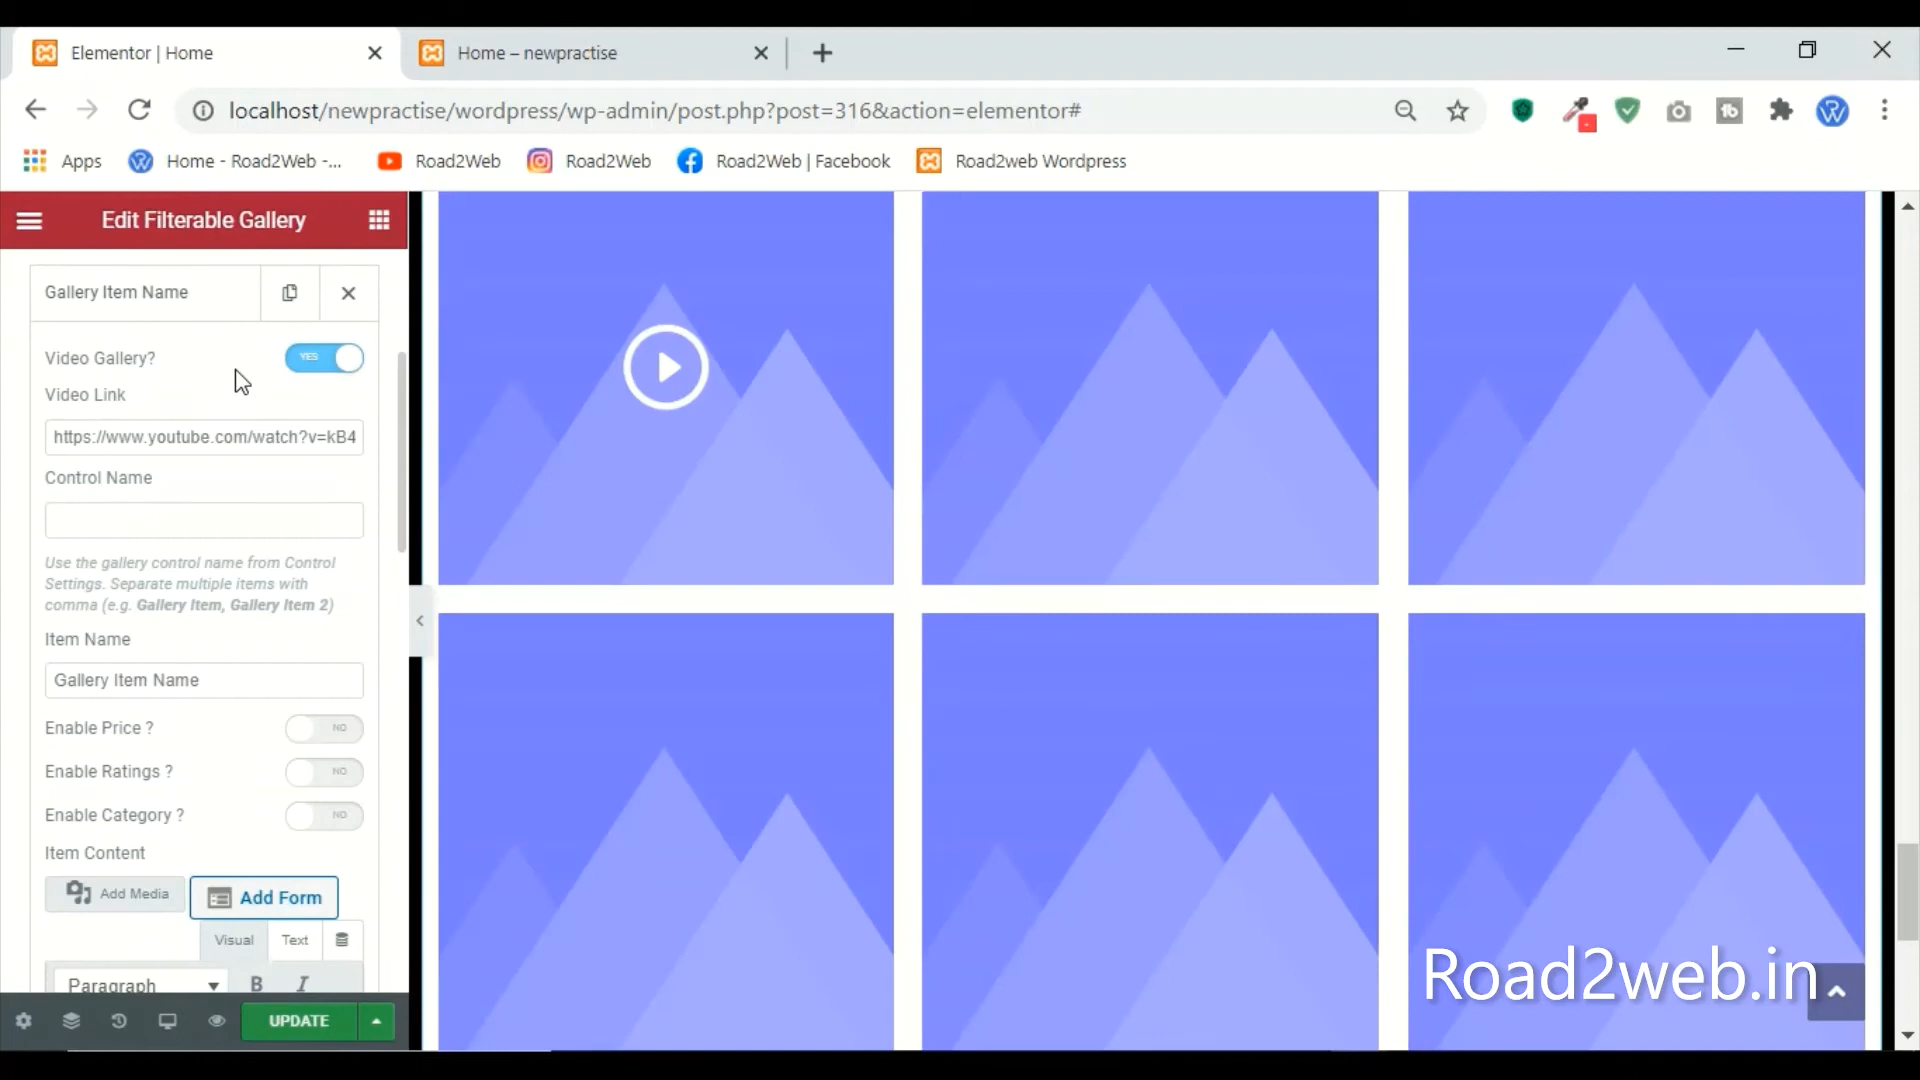 Elementor | Home
Home – newpractise
localhost/newpractise/wordpress/wp-admin/post.php?post=316&action=elementor#
Apps
Home - Road2Web -...
Road2Web
Road2Web
Road2Web | Facebook
Road2web Wordpress
Edit Filterable Gallery
Gallery Item Name
Video Gallery?
YES
Video Link
https://www.youtube.com/watch?v=kB4
Control Name
Use the gallery control name from Control
Settings. Separate multiple items with
comma (e.g. Gallery Item, Gallery Item 2)
Item Name
Gallery Item Name
Enable Price ?
NO
Enable Ratings ?
NO
Enable Category ?
NO
Item Content
Add Media
Add Form
Visual
Text
Paragraph
B
I
UPDATE
Road2web.in